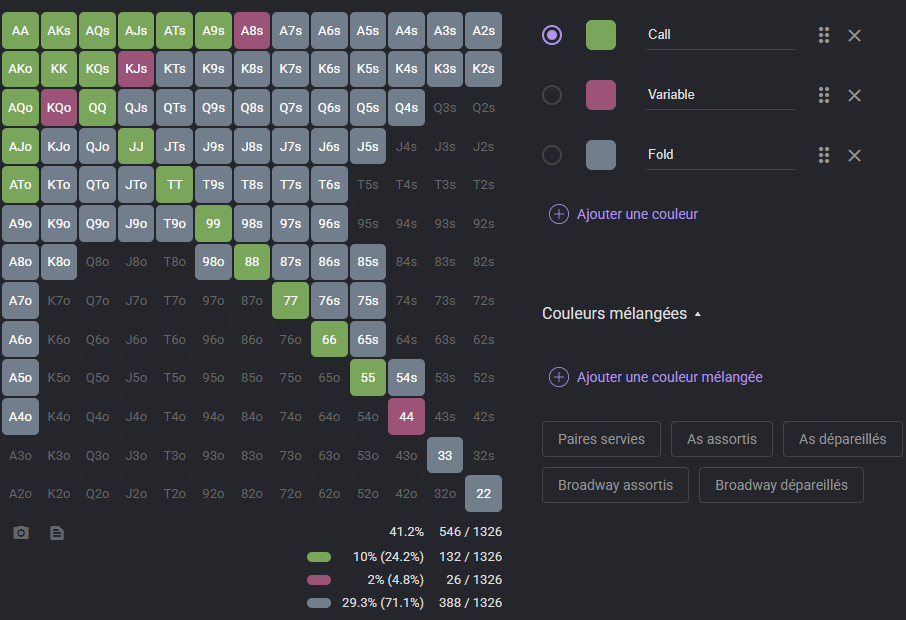 AA AKs AQs AJs ATs A9s A8s A7s A6s A5s A4s A3s A2s
AKo KK KQs KJs KTs K9s K8s K7s K6s K5s K4s K3s K2s
AQo KQo QQ QJs QTs Q9s Q8s Q7s Q6s Q5s Q4s Q3s Q2s
AJo KJo QJo JJ JTs J9s J8s J7s J6s J5s J4s J3s J2s
ATo KTo QTo JTo TT T9s T8s T7s T6s T5s T4s T3s T2s
A9o K9o Q9o J9o T9o 99 98s 97s 96s 95s 94s 93s 92s
A8o K8o Q8o J8o T8o 98o 88 87s 86s 85s 84s 83s 82s
A7o K7o Q7o J7o T7o 97o 87o 77 76s 75s 74s 73s 72s
A6o K6o Q6o J6o T6o 96o 86o 76o 66 65s 64s 63s 62s
A5o K5o Q5o J5o T5o 95o 85o 75o 65o 55 54s 53s 52s
A4o K4o Q4o J4o T4o 94o 84o 74o 64o 54o 44 43s 42s
A3o K3o Q3o J3o T3o 93o 83o 73o 63o 53o 43o 33 32s
A2o K2o Q2o J2o T2o 92o 82o 72o 62o 52o 42o 32o 22
41.2% 546 / 1326
10% (24.2%) 132 / 1326
2% (4.8%) 26 / 1326
29.3% (71.1%) 388 / 1326
Call
Variable
Fold
Ajouter une couleur
Couleurs mélangées
Ajouter une couleur mélangée
Paires servies As assortis As dépareillés
Broadway assortis Broadway dépareillés